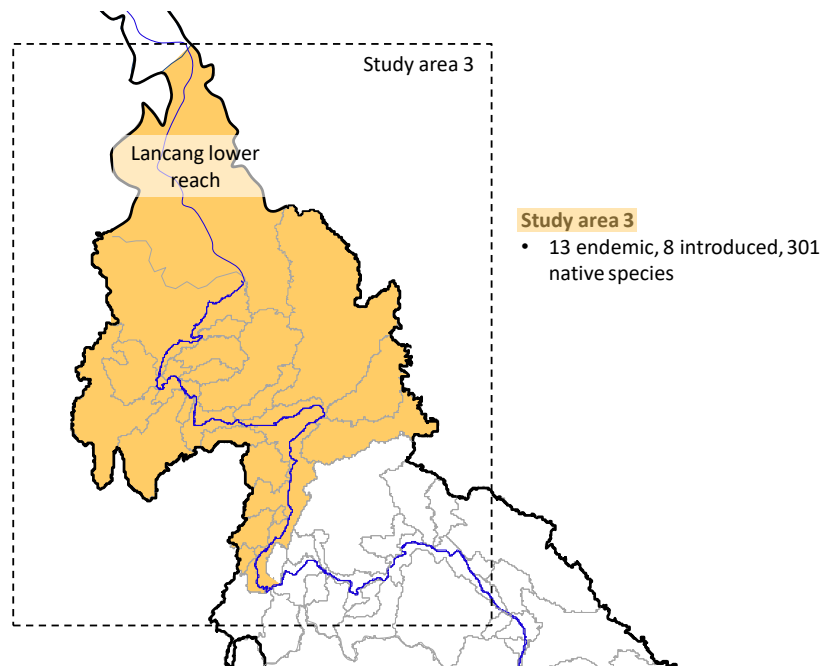 Study area 3
Lancang lower
reach
Study area 3
• 13 endemic, 8 introduced, 301
native species